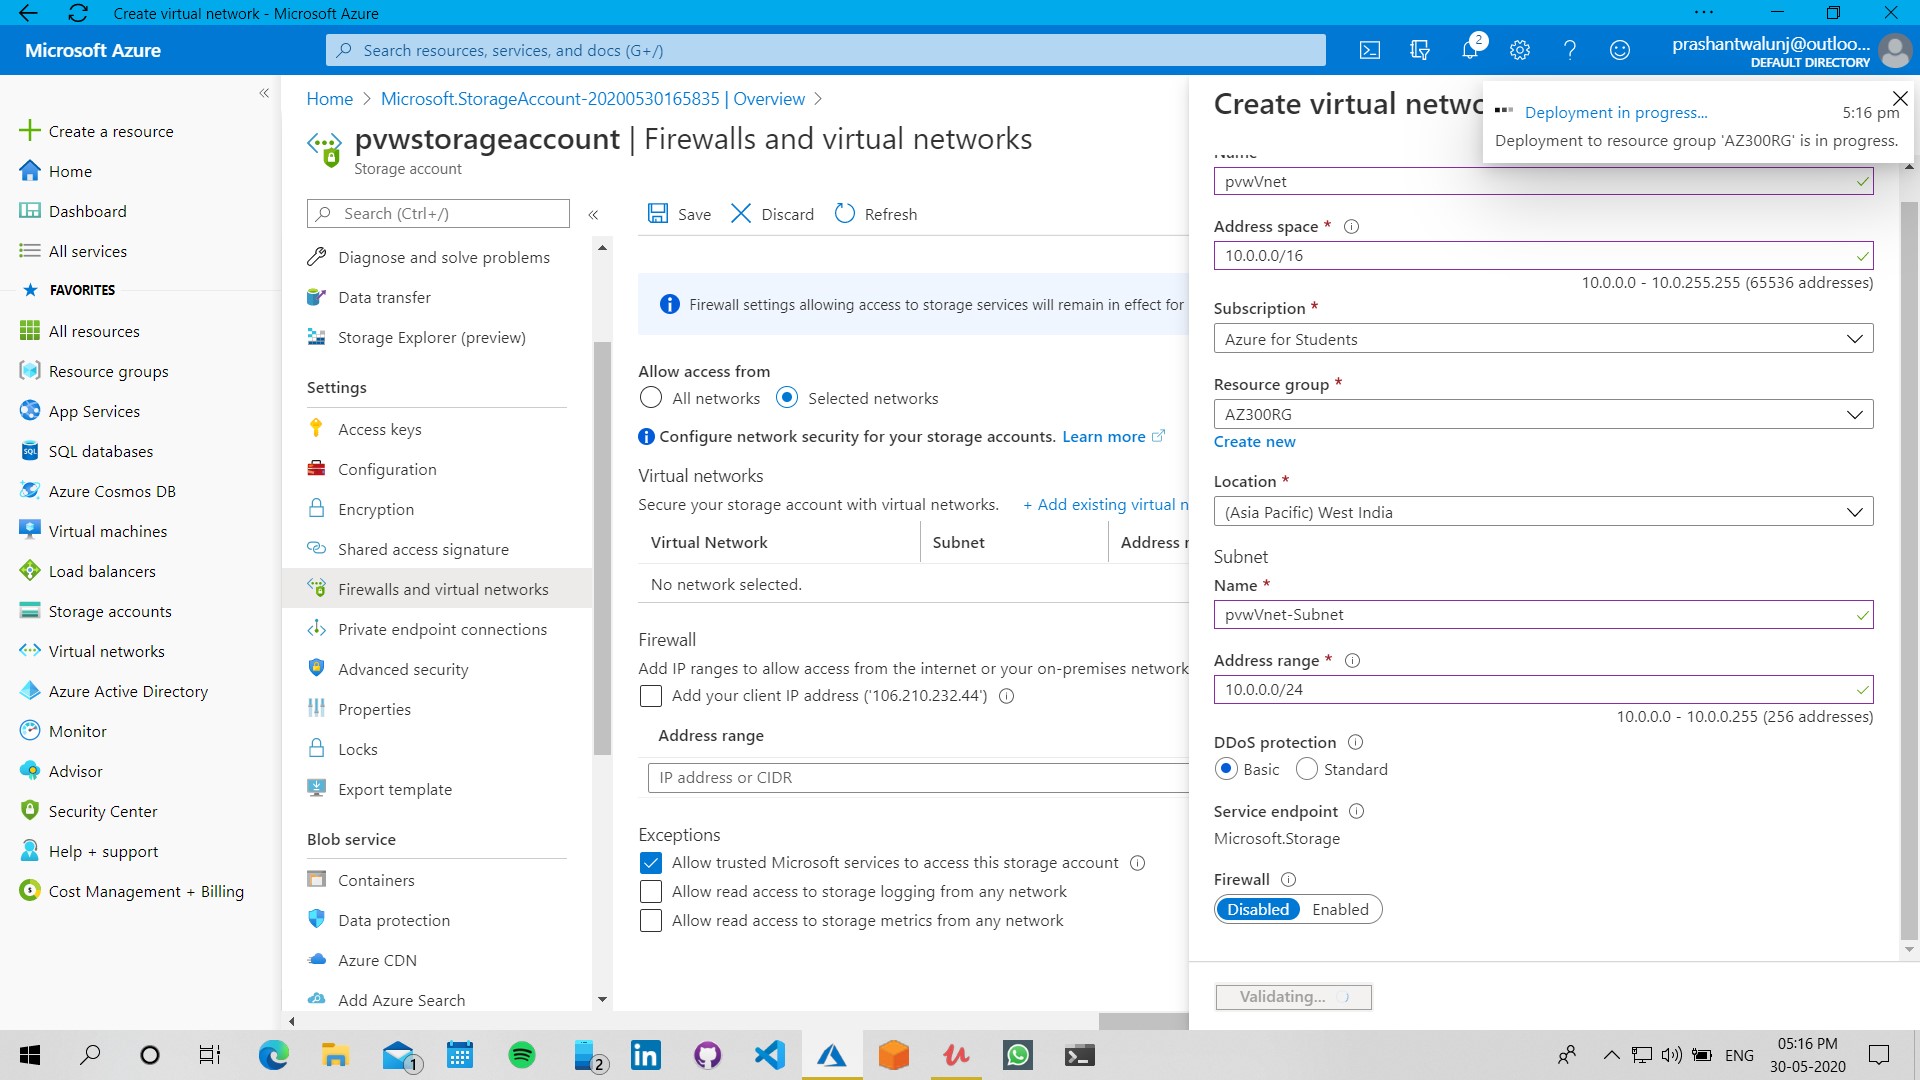 Create virtual network - Microsoft Azure
Microsoft Azure
Search resources, services, and docs (G+/)
2
prashantwalunj@outloo...
DEFAULT DIRECTORY
Create a resource
Home
Dashboard
All services
FAVORITES
All resources
Resource groups
App Services
SQL databases
Azure Cosmos DB
Virtual machines
Load balancers
Storage accounts
Virtual networks
Azure Active Directory
Monitor
Advisor
Security Center
Help + support
Cost Management + Billing
Home > Microsoft.StorageAccount-20200530165835 | Overview >
pvwstorageaccount | Firewalls and virtual networks
Storage account
Search (Ctrl+/)
Diagnose and solve problems
Data transfer
Storage Explorer (preview)
Settings
Access keys
Configuration
Encryption
Shared access signature
Firewalls and virtual networks
Private endpoint connections
Advanced security
Properties
Locks
Export template
Blob service
Containers
Data protection
Azure CDN
Add Azure Search
Save Discard Refresh
Firewall settings allowing access to storage services will remain in effect for
Allow access from
All networks Selected networks
Configure network security for your storage accounts. Learn more
Virtual networks
Secure your storage account with virtual networks. + Add existing virtual n
Virtual Network Subnet Address r
No network selected.
Firewall
Add IP ranges to allow access from the internet or your on-premises network
Add your client IP address ('106.210.232.44')
Address range
IP address or CIDR
Exceptions
Allow trusted Microsoft services to access this storage account
Allow read access to storage logging from any network
Allow read access to storage metrics from any network
Create virtual netwo
Deployment in progress...
5:16 pm
Deployment to resource group 'AZ300RG' is in progress.
Name
pvwVnet
Address space *
10.0.0.0/16
10.0.0.0 - 10.0.255.255 (65536 addresses)
Subscription *
Azure for Students
Resource group *
AZ300RG
Create new
Location *
(Asia Pacific) West India
Subnet
Name *
pvwVnet-Subnet
Address range *
10.0.0.0/24
10.0.0.0 - 10.0.0.255 (256 addresses)
DDoS protection
Basic Standard
Service endpoint
Microsoft.Storage
Firewall
Disabled Enabled
Validating...
1
2
ENG
05:16 PM
30-05-2020